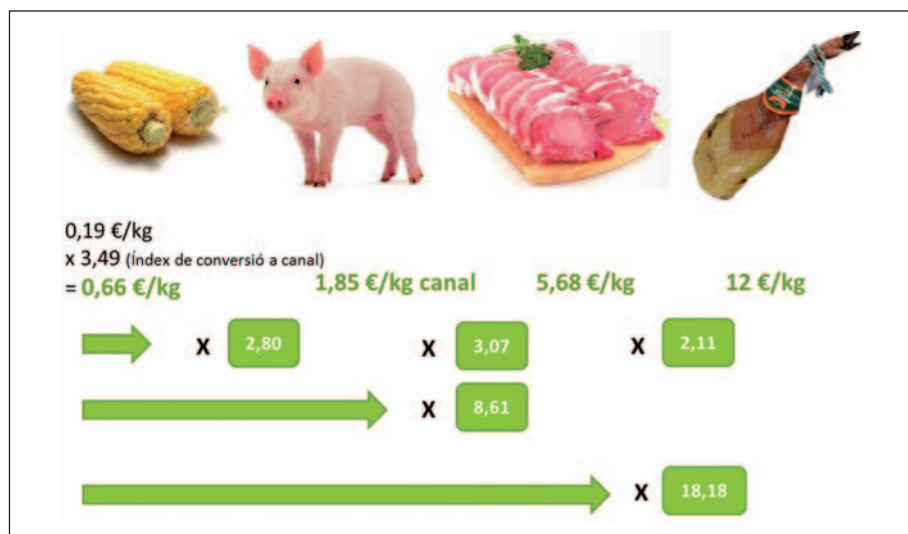 0,19 €/kg
x 3,49 (Índex de conversió a canal)
= 0,66 €/kg
1,85 €/kg canal
5,68 €/kg
12 €/kg
X 2,80
X 3,07
X 2,11
X 8,61
X 18,18